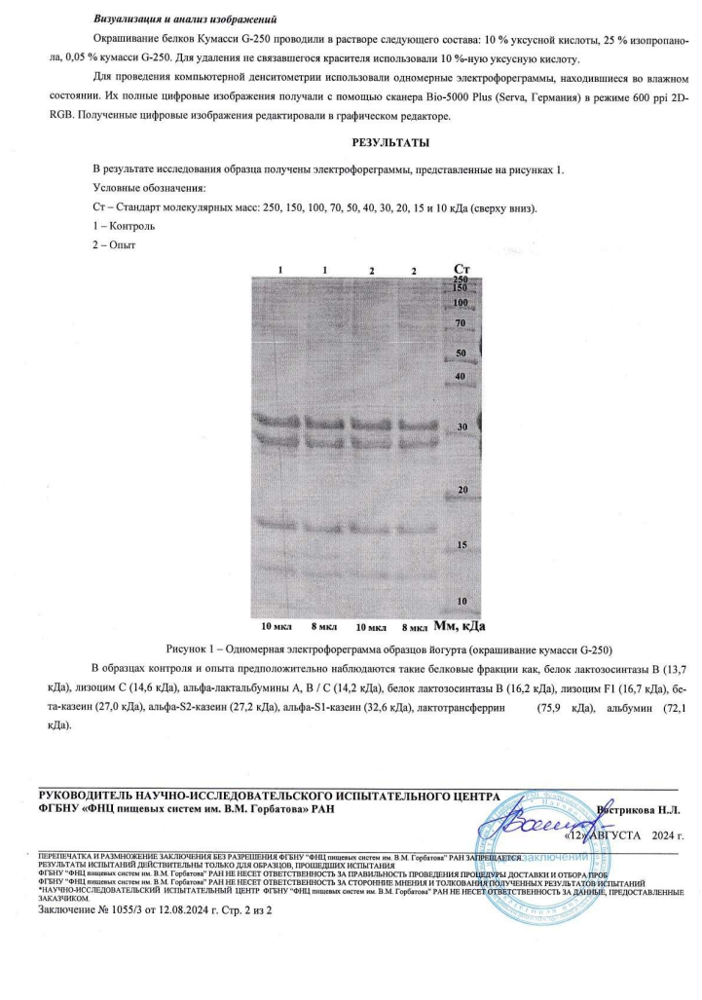 Визуализация и анализ изображений
Окрашивание белков Кумасси G-250 проводили в растворе следующего состава: 10 % уксусной кислоты, 25 % изопропано-
ла, 0,05 % кумасси G-250. Для удаления не связавшегося красителя использовали 10 %-ную уксусную кислоту.
Для проведения компьютерной денситометрии использовали одномерные электрофореграммы, находившиеся во влажном
состоянии. Их полные цифровые изображения получали с помощью сканера Bio-5000 Plus (Serva, Германия) в режиме 600 ppi 2D-
RGB. Полученные цифровые изображения редактировали в графическом редакторе.
РЕЗУЛЬТАТЫ
В результате исследования образца получены электрофореграммы, представленные на рисунках 1.
Условные обозначения:
Ст – Стандарт молекулярных масс: 250, 150, 100, 70, 50, 40, 30, 20, 15 и 10 кДа (сверху вниз).
1 – Контроль
2 – Опыт
1 1 2 2 Ст
250
150
100
70
50
40
30
20
15
10
10 мкл 8 мкл 10 мкл 8 мкл Мм, кДа
Рисунок 1 – Одномерная электрофореграмма образцов йогурта (окрашивание кумасси G-250)
В образцах контроля и опыта предположительно наблюдаются такие белковые фракции как, белок лактозосинтазы B (13,7
кДа), лизоцим C (14,6 кДа), альфа-лактальбумины A, B / C (14,2 кДа), белок лактозосинтазы B (16,2 кДа), лизоцим F1 (16,7 кДа), бе-
та-казеин (27,0 кДа), альфа-S2-казеин (27,2 кДа), альфа-S1-казеин (32,6 кДа), лактотрансферрин (75,9 кДа), альбумин (72,1
кДа).
РУКОВОДИТЕЛЬ НАУЧНО-ИССЛЕДОВАТЕЛЬСКОГО ИСПЫТАТЕЛЬНОГО ЦЕНТРА
ФГБНУ «ФНЦ пищевых систем им. В.М. Горбатова» РАН Вострикова Н.Л.
«12» АВГУСТА 2024 г.
ПЕРЕПЕЧАТКА И РАЗМНОЖЕНИЕ ЗАКЛЮЧЕНИЯ БЕЗ РАЗРЕШЕНИЯ ФГБНУ "ФНЦ пищевых систем им. В.М. Горбатова" РАН ЗАПРЕЩАЕТСЯ
РЕЗУЛЬТАТЫ ИСПЫТАНИЙ ДЕЙСТВИТЕЛЬНЫ ТОЛЬКО ДЛЯ ОБРАЗЦОВ, ПРОШЕДШИХ ИСПЫТАНИЯ
ФГБНУ "ФНЦ пищевых систем им. В.М. Горбатова" РАН НЕ НЕСЕТ ОТВЕТСТВЕННОСТЬ ЗА ПРАВИЛЬНОСТЬ ПРОВЕДЕНИЯ ПРОЦЕДУРЫ ДОСТАВКИ И ОТБОРА ПРОБ
ФГБНУ "ФНЦ пищевых систем им. В.М. Горбатова" РАН НЕ НЕСЕТ ОТВЕТСТВЕННОСТЬ ЗА СТОРОННИЕ МНЕНИЯ И ТОЛКОВАНИЯ ПОЛУЧЕННЫХ РЕЗУЛЬТАТОВ ИСПЫТАНИЙ
*НАУЧНО-ИССЛЕДОВАТЕЛЬСКИЙ ИСПЫТАТЕЛЬНЫЙ ЦЕНТР ФГБНУ "ФНЦ пищевых систем им. В.М. Горбатова" РАН НЕ НЕСЕТ ОТВЕТСТВЕННОСТЬ ЗА ДАННЫЕ, ПРЕДОСТАВЛЕННЫЕ
ЗАКАЗЧИКОМ.
заключений
Заключение № 1055/3 от 12.08.2024 г. Стр. 2 из 2